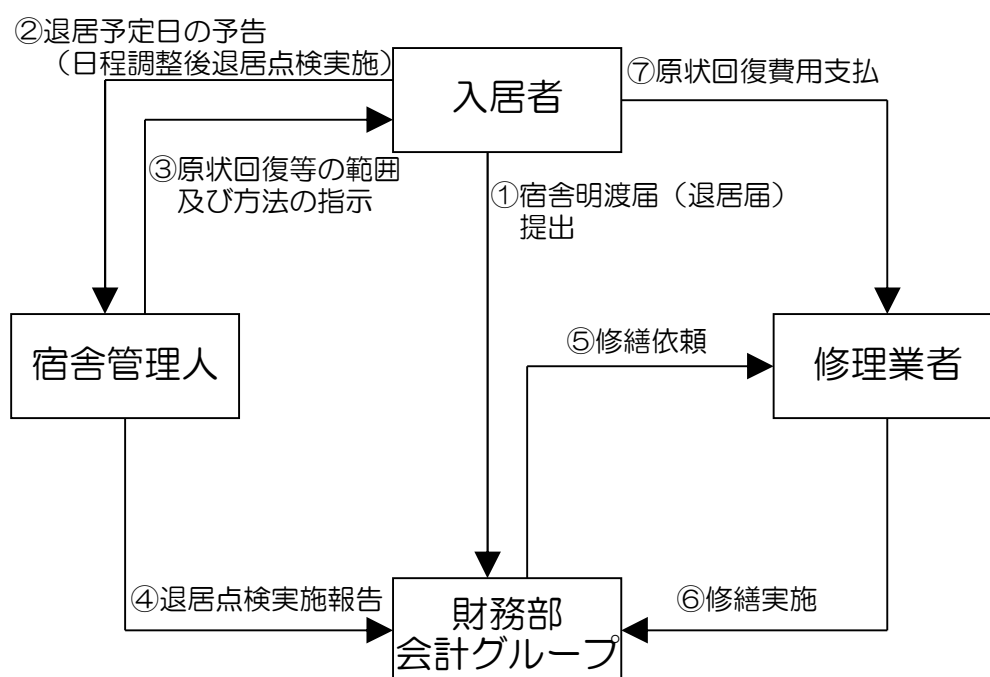 ②退居予定日の予告
（日程調整後退居点検実施）
入居者
⑦原状回復費用支払
③原状回復等の範囲
及び方法の指示
①宿舎明渡届（退居届）
提出
宿舎管理人
⑤修繕依頼
修理業者
④退居点検実施報告
財務部
会計グループ
⑥修繕実施